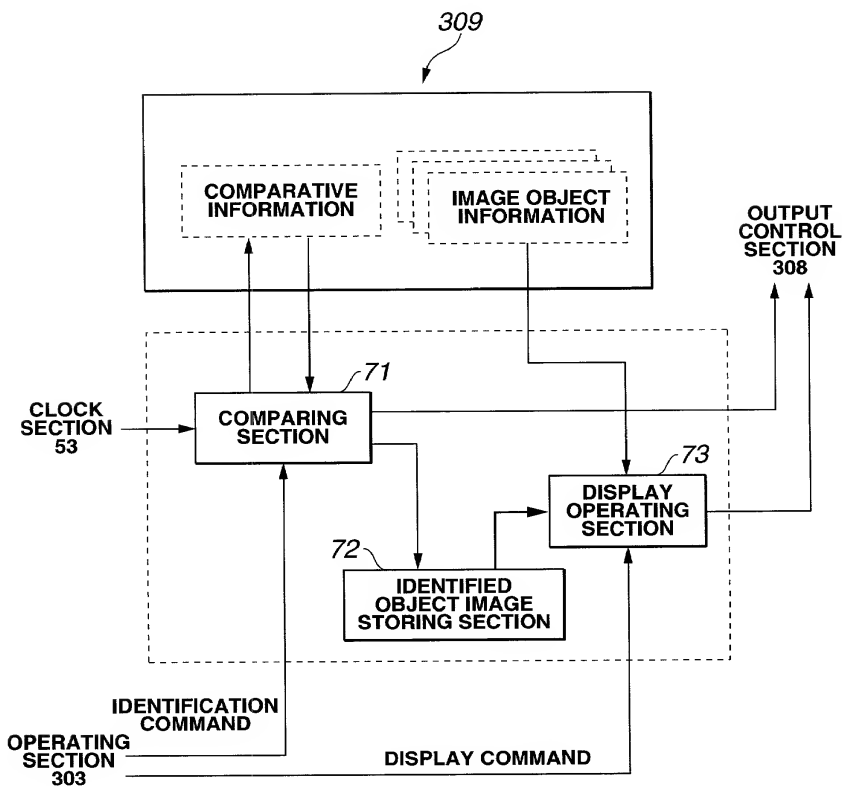 309
COMPARATIVE
INFORMATION
IMAGE OBJECT
INFORMATION
OUTPUT
CONTROL
SECTION
308
71
CLOCK
SECTION
53
COMPARING
SECTION
73
DISPLAY
OPERATING
SECTION
72
IDENTIFIED
OBJECT IMAGE
STORING SECTION
IDENTIFICATION
COMMAND
OPERATING
SECTION
303
DISPLAY COMMAND